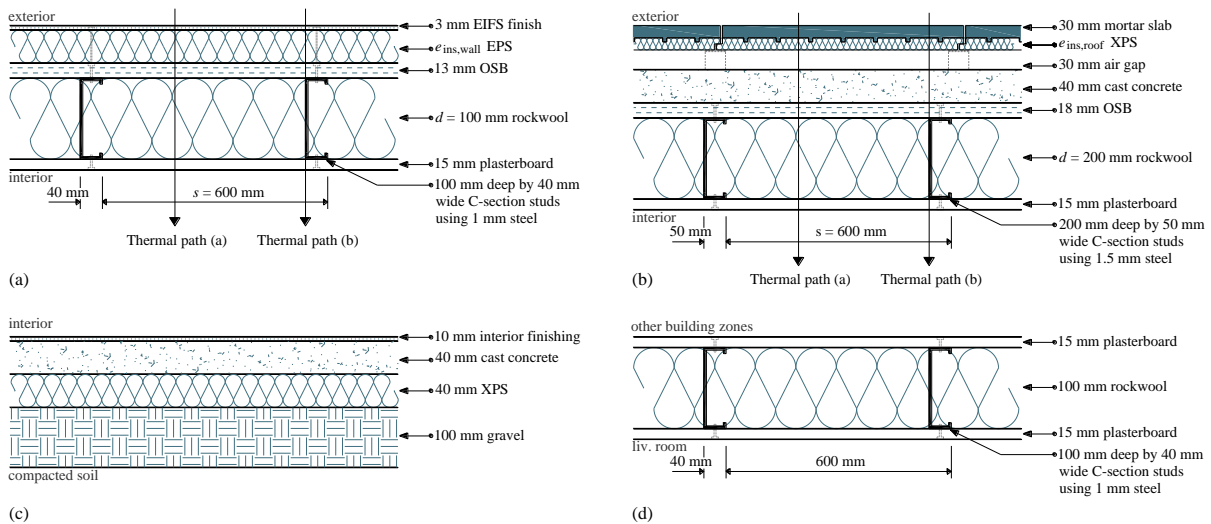 exterior
3 mm EIFS finish
eins,wall EPS
13 mm OSB
d = 100 mm rockwool
15 mm plasterboard
interior
100 mm deep by 40 mm
wide C-section studs
using 1 mm steel
40 mm
s = 600 mm
Thermal path (a)
Thermal path (b)
(a)
exterior
30 mm mortar slab
eins,roof XPS
30 mm air gap
40 mm cast concrete
18 mm OSB
d = 200 mm rockwool
15 mm plasterboard
interior
200 mm deep by 50 mm
wide C-section studs
using 1.5 mm steel
50 mm
s = 600 mm
Thermal path (a)
Thermal path (b)
(b)
interior
10 mm interior finishing
40 mm cast concrete
40 mm XPS
100 mm gravel
compacted soil
(c)
other building zones
15 mm plasterboard
100 mm rockwool
15 mm plasterboard
liv. room
100 mm deep by 40 mm
wide C-section studs
using 1 mm steel
40 mm
600 mm
(d)